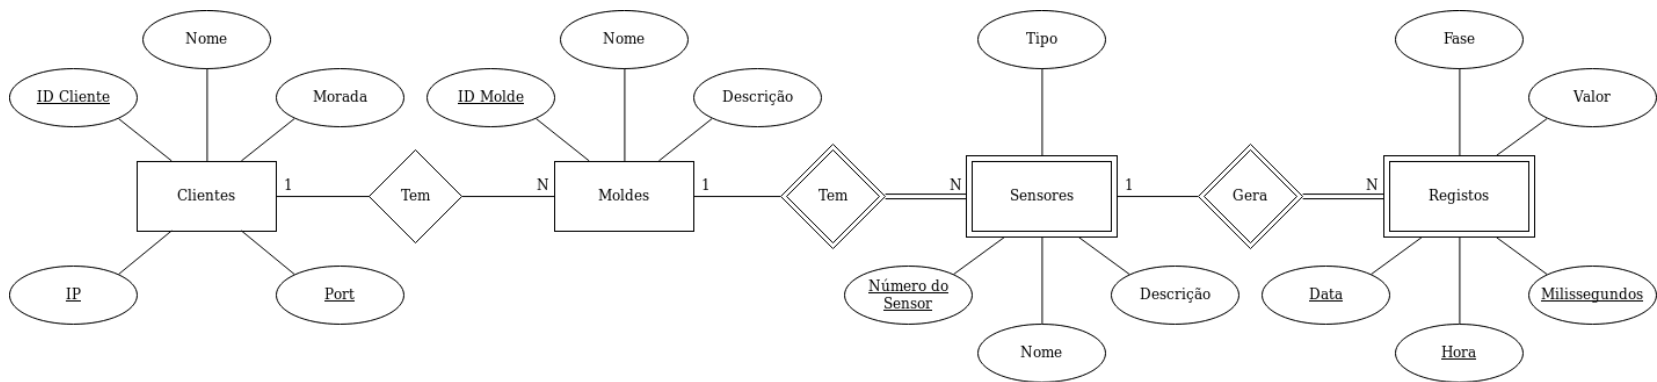 Nome
Nome
Tipo
Fase
ID Cliente
Morada
ID Molde
Descrição
Valor
Clientes
1
Tem
N
Moldes
1
Tem
N
Sensores
1
Gera
N
Registos
IP
Port
Número do
Sensor
Descrição
Data
Milissegundos
Nome
Hora